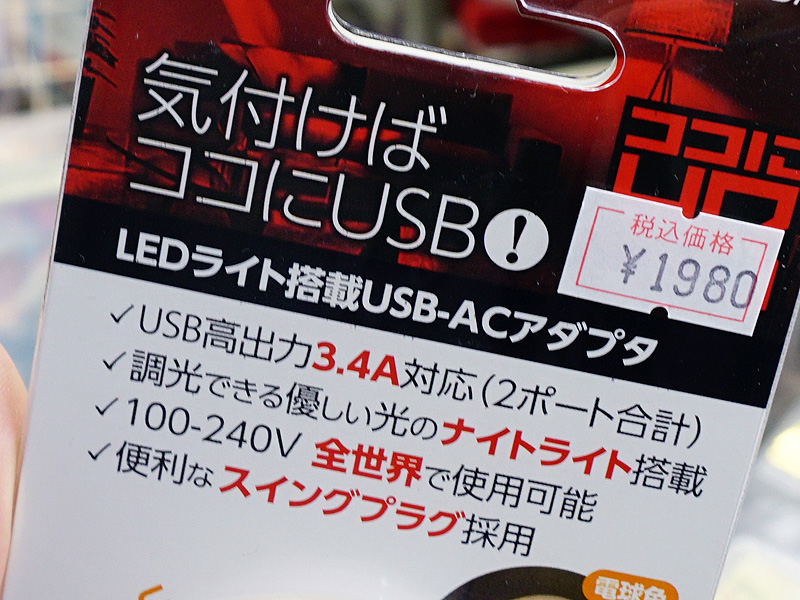 気付けば
ココにUSB!
ココに
税込価格
¥1980
LEDライト搭載USB-ACアダプタ
✓USB高出力3.4A対応(2ポート合計)
✓調光できる優しい光のナイトライト搭載
✓100-240V 全世界で使用可能
✓便利なスイングプラグ採用
電球色